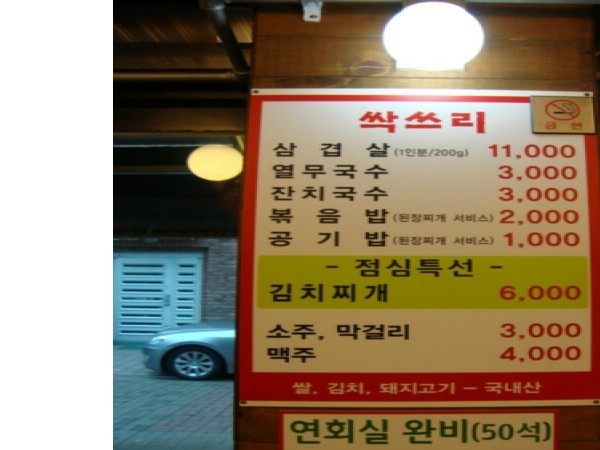 싹쓰리
금 연
삼 겹 살 (1인분/200g) 11,000
열무국수 3,000
잔치국수 3,000
볶 음 밥 (된장찌개 서비스) 2,000
공 기 밥 (된장찌개 서비스) 1,000
- 점심특선 -
김치찌개 6,000
소주, 막걸리 3,000
맥주 4,000
쌀, 김치, 돼지고기 - 국내산
연회실 완비(50석)